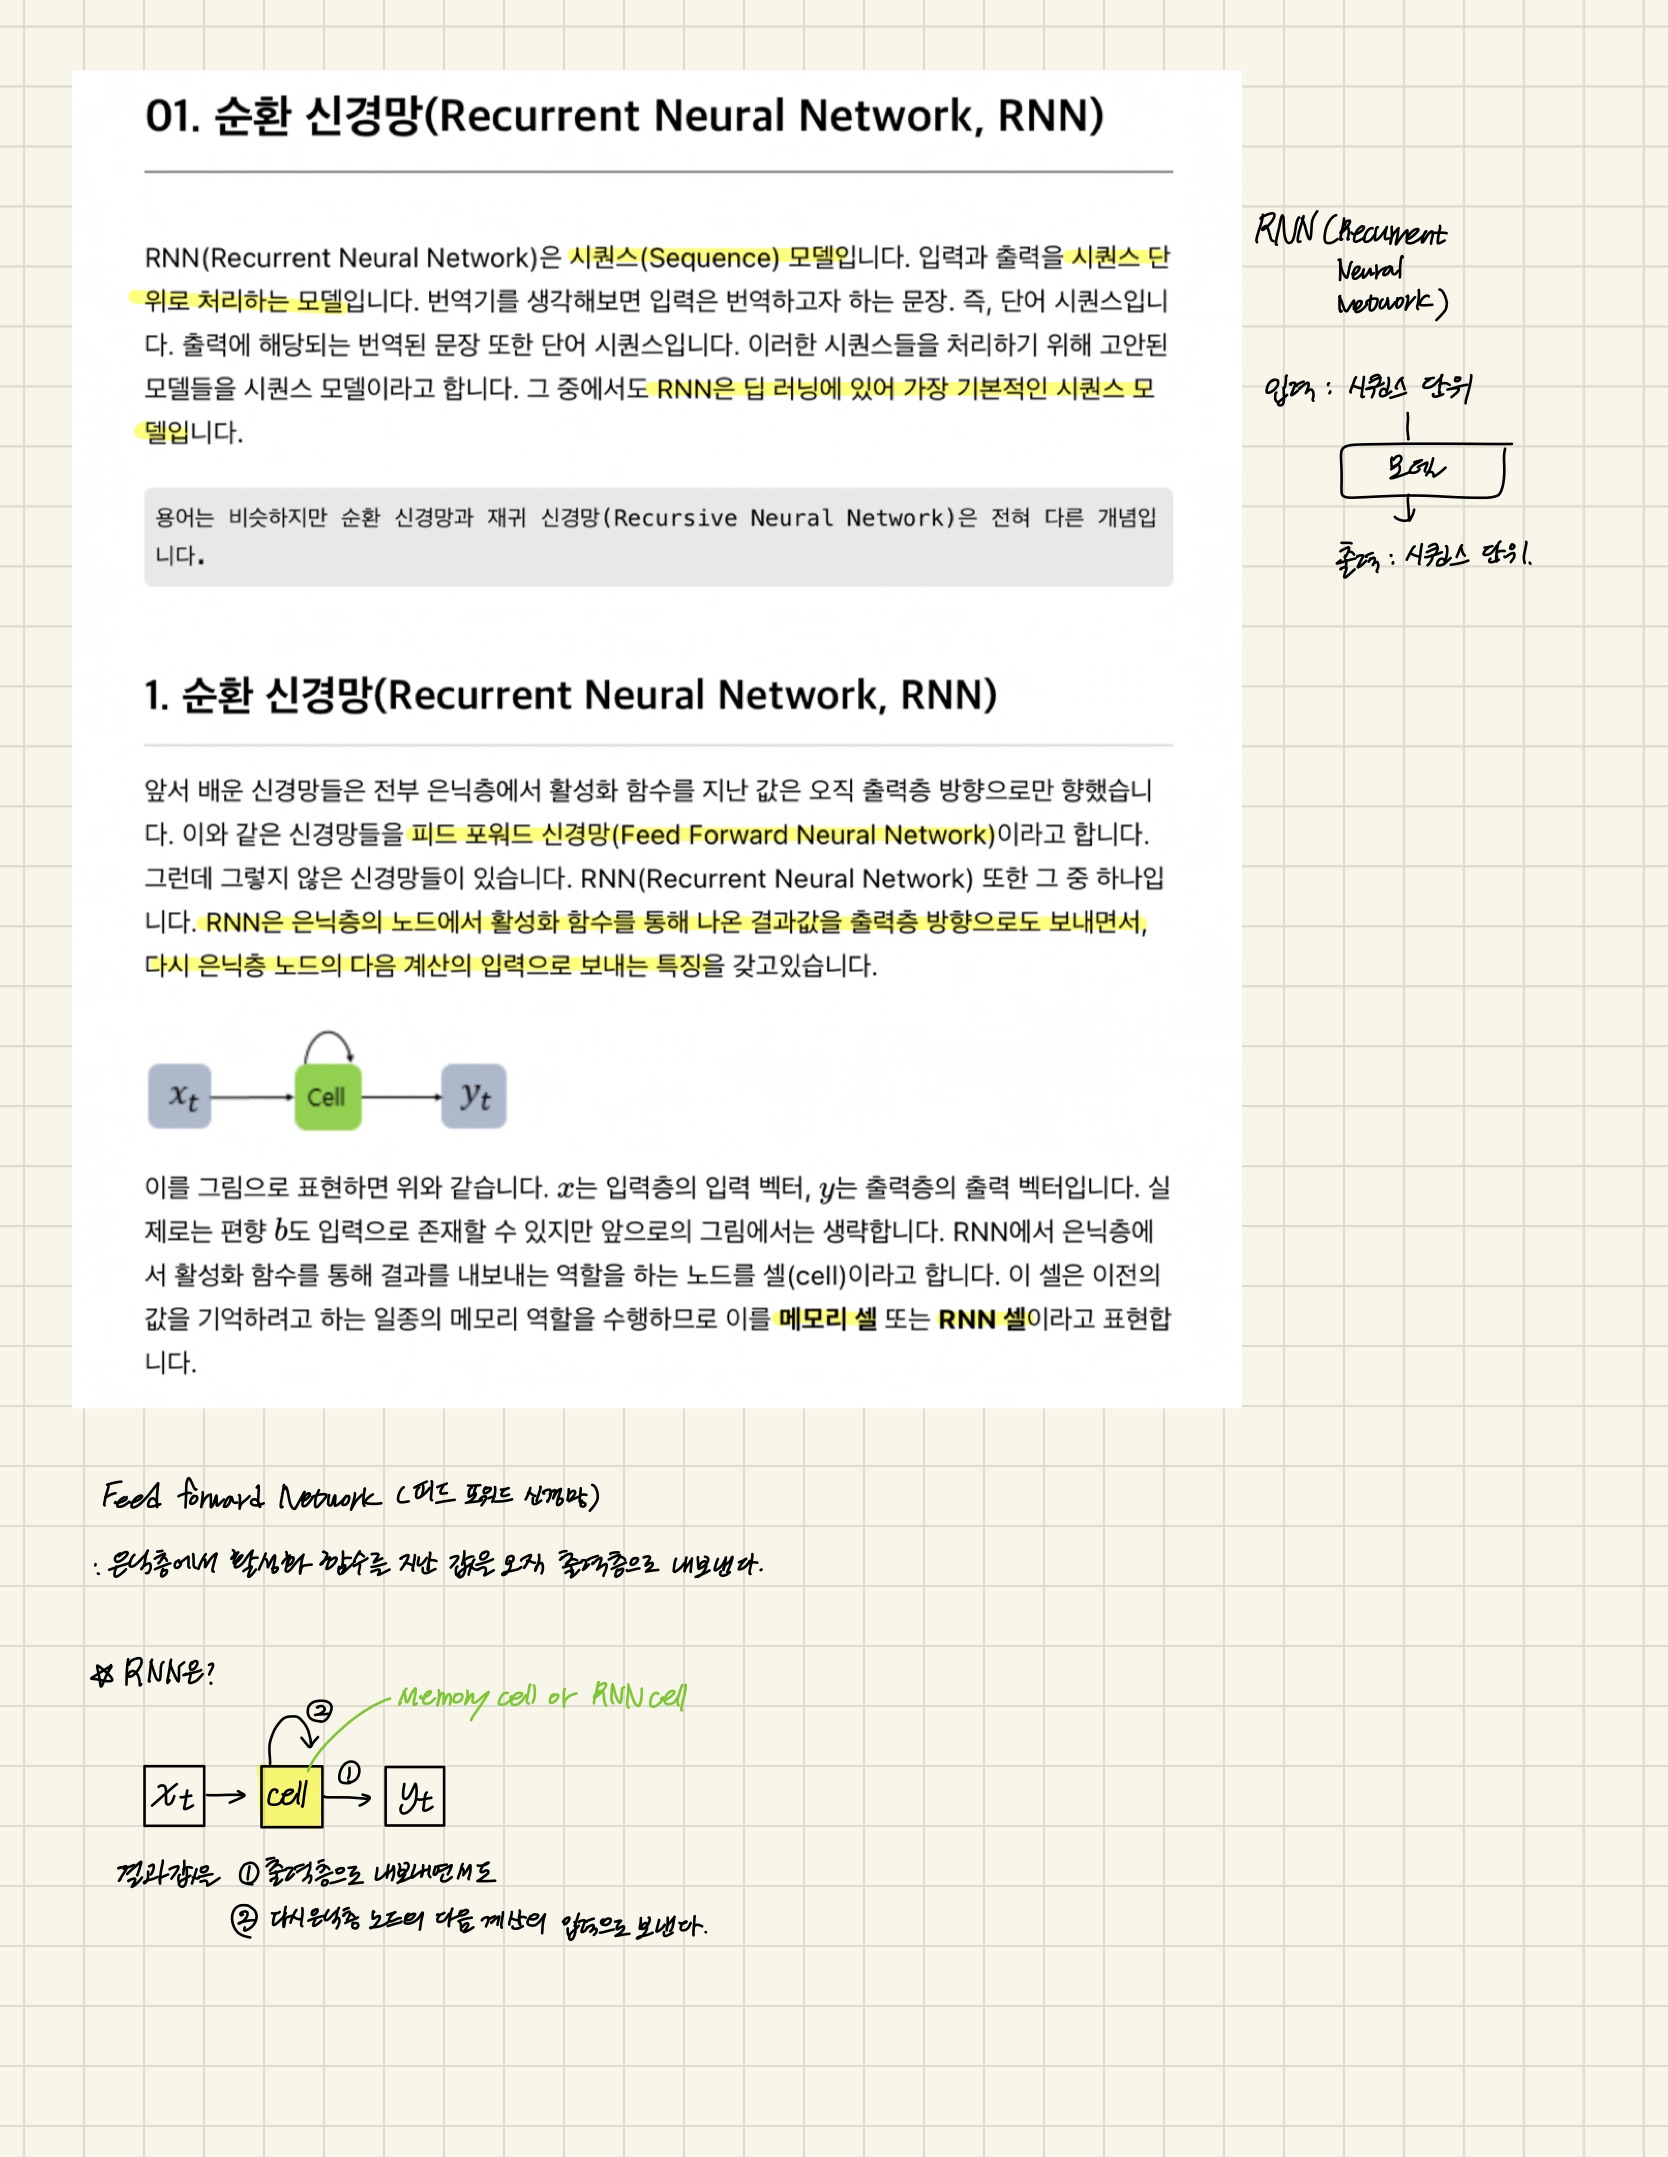 01. 순환 신경망(Recurrent Neural Network, RNN)
RNN(Recurrent Neural Network)은 시퀀스(Sequence) 모델입니다. 입력과 출력을 시퀀스 단
위로 처리하는 모델입니다. 번역기를 생각해보면 입력은 번역하고자 하는 문장. 즉, 단어 시퀀스입니
다. 출력에 해당되는 번역된 문장 또한 단어 시퀀스입니다. 이러한 시퀀스들을 처리하기 위해 고안된
모델들을 시퀀스 모델이라고 합니다. 그 중에서도 RNN은 딥 러닝에 있어 가장 기본적인 시퀀스 모
델입니다.
용어는 비슷하지만 순환 신경망과 재귀 신경망(Recursive Neural Network)은 전혀 다른 개념입
니다.
RNN (Recurrent
Neural
Network)
입력 : 시퀀스 단위
모델
출력 : 시퀀스 단위.
1. 순환 신경망(Recurrent Neural Network, RNN)
앞서 배운 신경망들은 전부 은닉층에서 활성화 함수를 지난 값은 오직 출력층 방향으로만 향했습니
다. 이와 같은 신경망들을 피드 포워드 신경망(Feed Forward Neural Network)이라고 합니다.
그런데 그렇지 않은 신경망들이 있습니다. RNN(Recurrent Neural Network) 또한 그 중 하나입
니다. RNN은 은닉층의 노드에서 활성화 함수를 통해 나온 결과값을 출력층 방향으로도 보내면서,
다시 은닉층 노드의 다음 계산의 입력으로 보내는 특징을 갖고있습니다.
xt Cell yt
이를 그림으로 표현하면 위와 같습니다. x는 입력층의 입력 벡터, y는 출력층의 출력 벡터입니다. 실
제로는 편향 b도 입력으로 존재할 수 있지만 앞으로의 그림에서는 생략합니다. RNN에서 은닉층에
서 활성화 함수를 통해 결과를 내보내는 역할을 하는 노드를 셀(cell)이라고 합니다. 이 셀은 이전의
값을 기억하려고 하는 일종의 메모리 역할을 수행하므로 이를 메모리 셀 또는 RNN 셀이라고 표현합
니다.
Feed forward Network (피드 포워드 신경망)
: 은닉층에서 활성화 함수를 지난 값을 오직 출력층으로 내보낸다.
☆ RNN은?
② Memory cell or RNN cell
①
xt cell yt
결과값을 ① 출력층으로 내보내면서도
② 다시 은닉층 노드의 다음 계산의 입력으로 보낸다.